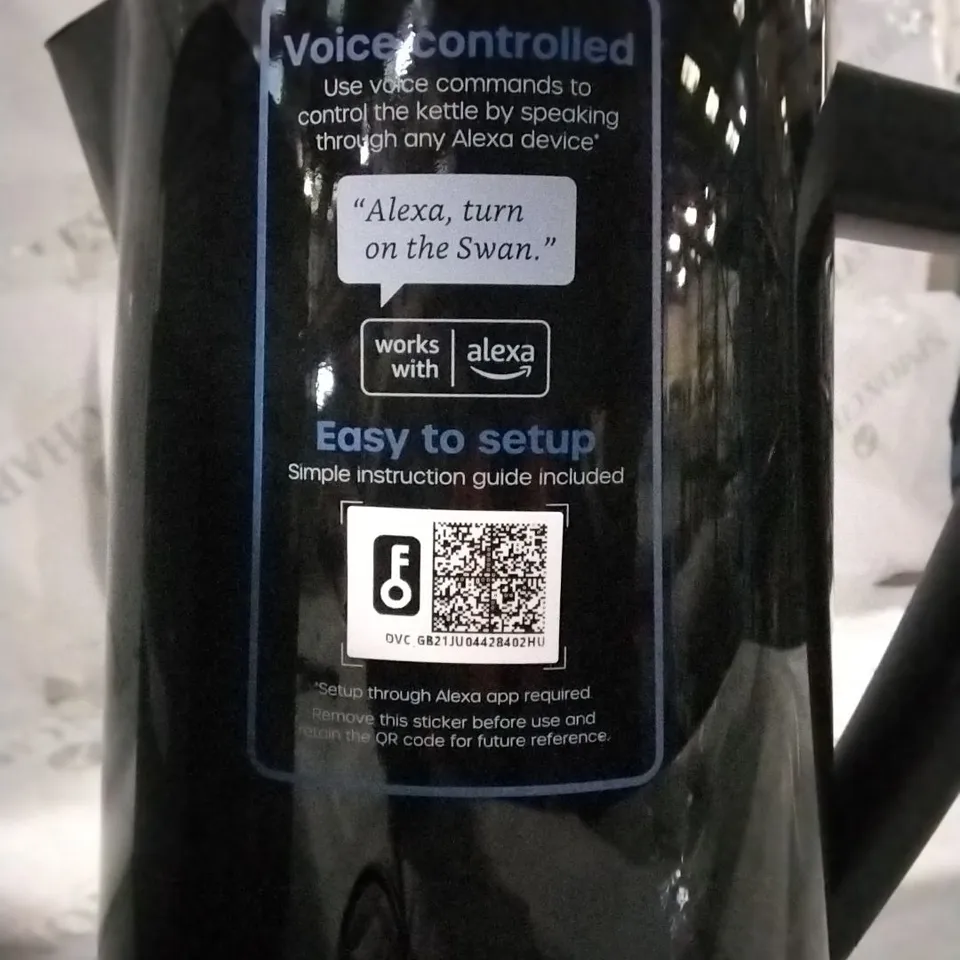 Voice controlled
Use voice commands to
control the kettle by speaking
through any Alexa device*
“Alexa, turn
on the Swan.”
works
with
alexa
Easy to setup
Simple instruction guide included
DVC GB21JU04428402HU
*Setup through Alexa app required
Remove this sticker before use and
retain the QR code for future reference.